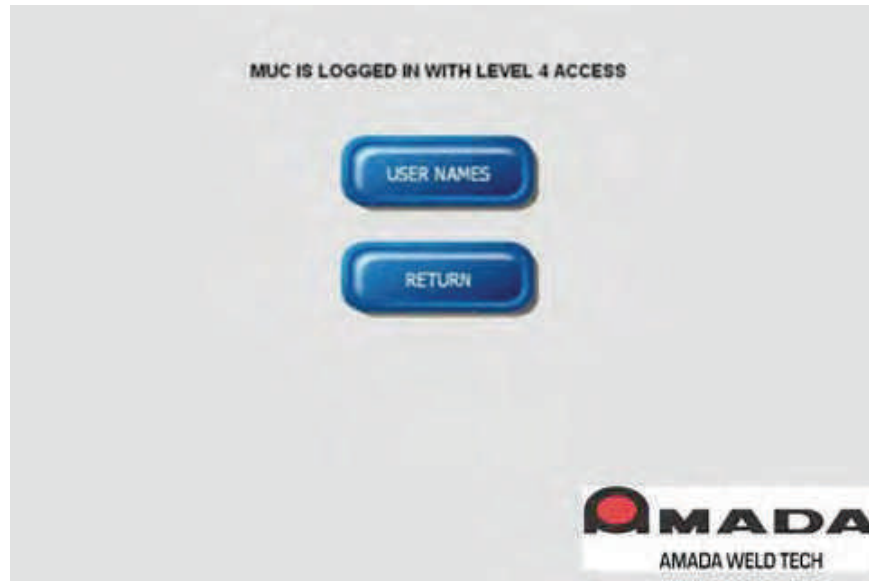 MUC IS LOGGED IN WITH LEVEL 4 ACCESS
USER NAMES
RETURN
AMADA
AMADA WELD TECH